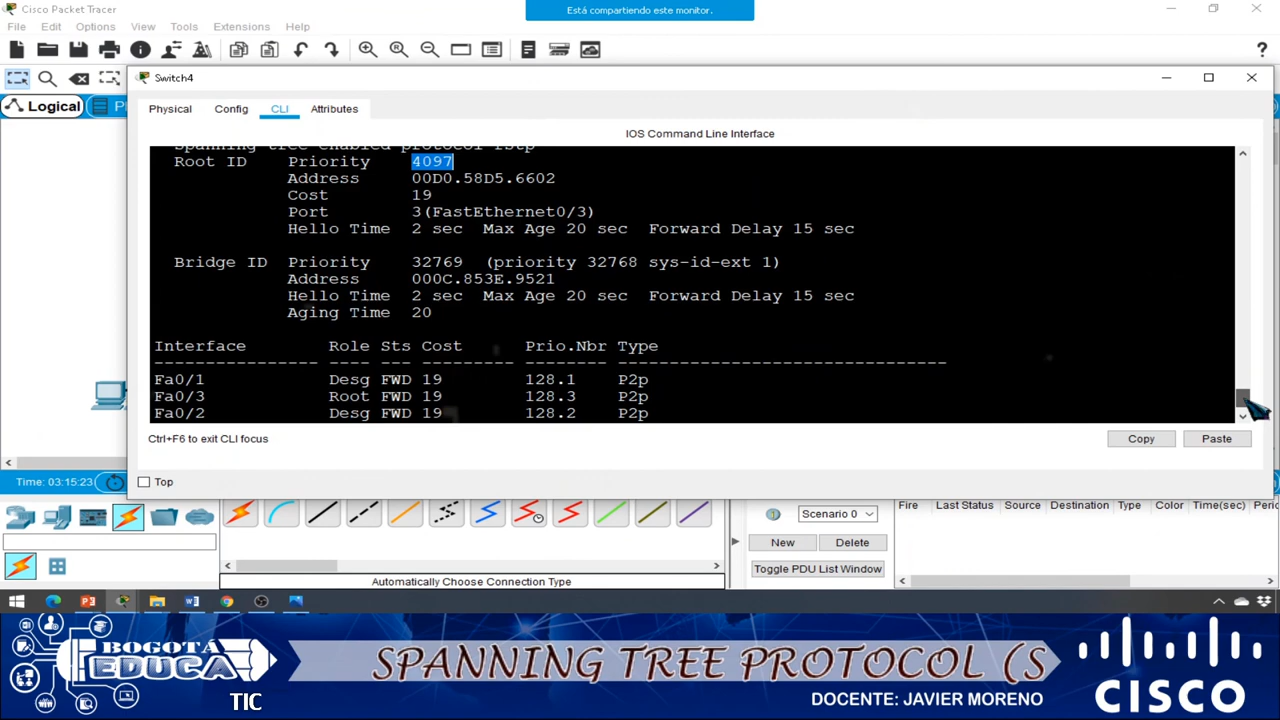 Cisco Packet Tracer
Está compartiendo este monitor.
File Edit Options View Tools Extensions Help
Switch4
Logical
Physical Config CLI Attributes
IOS Command Line Interface
Spanning tree enabled protocol rstp
Root ID Priority 4097
Address 00D0.58D5.6602
Cost 19
Port 3(FastEthernet0/3)
Hello Time 2 sec Max Age 20 sec Forward Delay 15 sec
Bridge ID Priority 32769 (priority 32768 sys-id-ext 1)
Address 000C.853E.9521
Hello Time 2 sec Max Age 20 sec Forward Delay 15 sec
Aging Time 20
Interface Role Sts Cost Prio.Nbr Type
---------------- ---- --- --------- -------- --------------------------------
Fa0/1 Desg FWD 19 128.1 P2p
Fa0/3 Root FWD 19 128.3 P2p
Fa0/2 Desg FWD 19 128.2 P2p
Ctrl+F6 to exit CLI focus
Copy Paste
Time: 03:15:23
Top
Scenario 0
Fire Last Status Source Destination Type Color Time(sec)
New Delete
Toggle PDU List Window
Automatically Choose Connection Type
BOGOTÁ
EDUCA
TIC
SPANNING TREE PROTOCOL (S
DOCENTE: JAVIER MORENO
CISCO